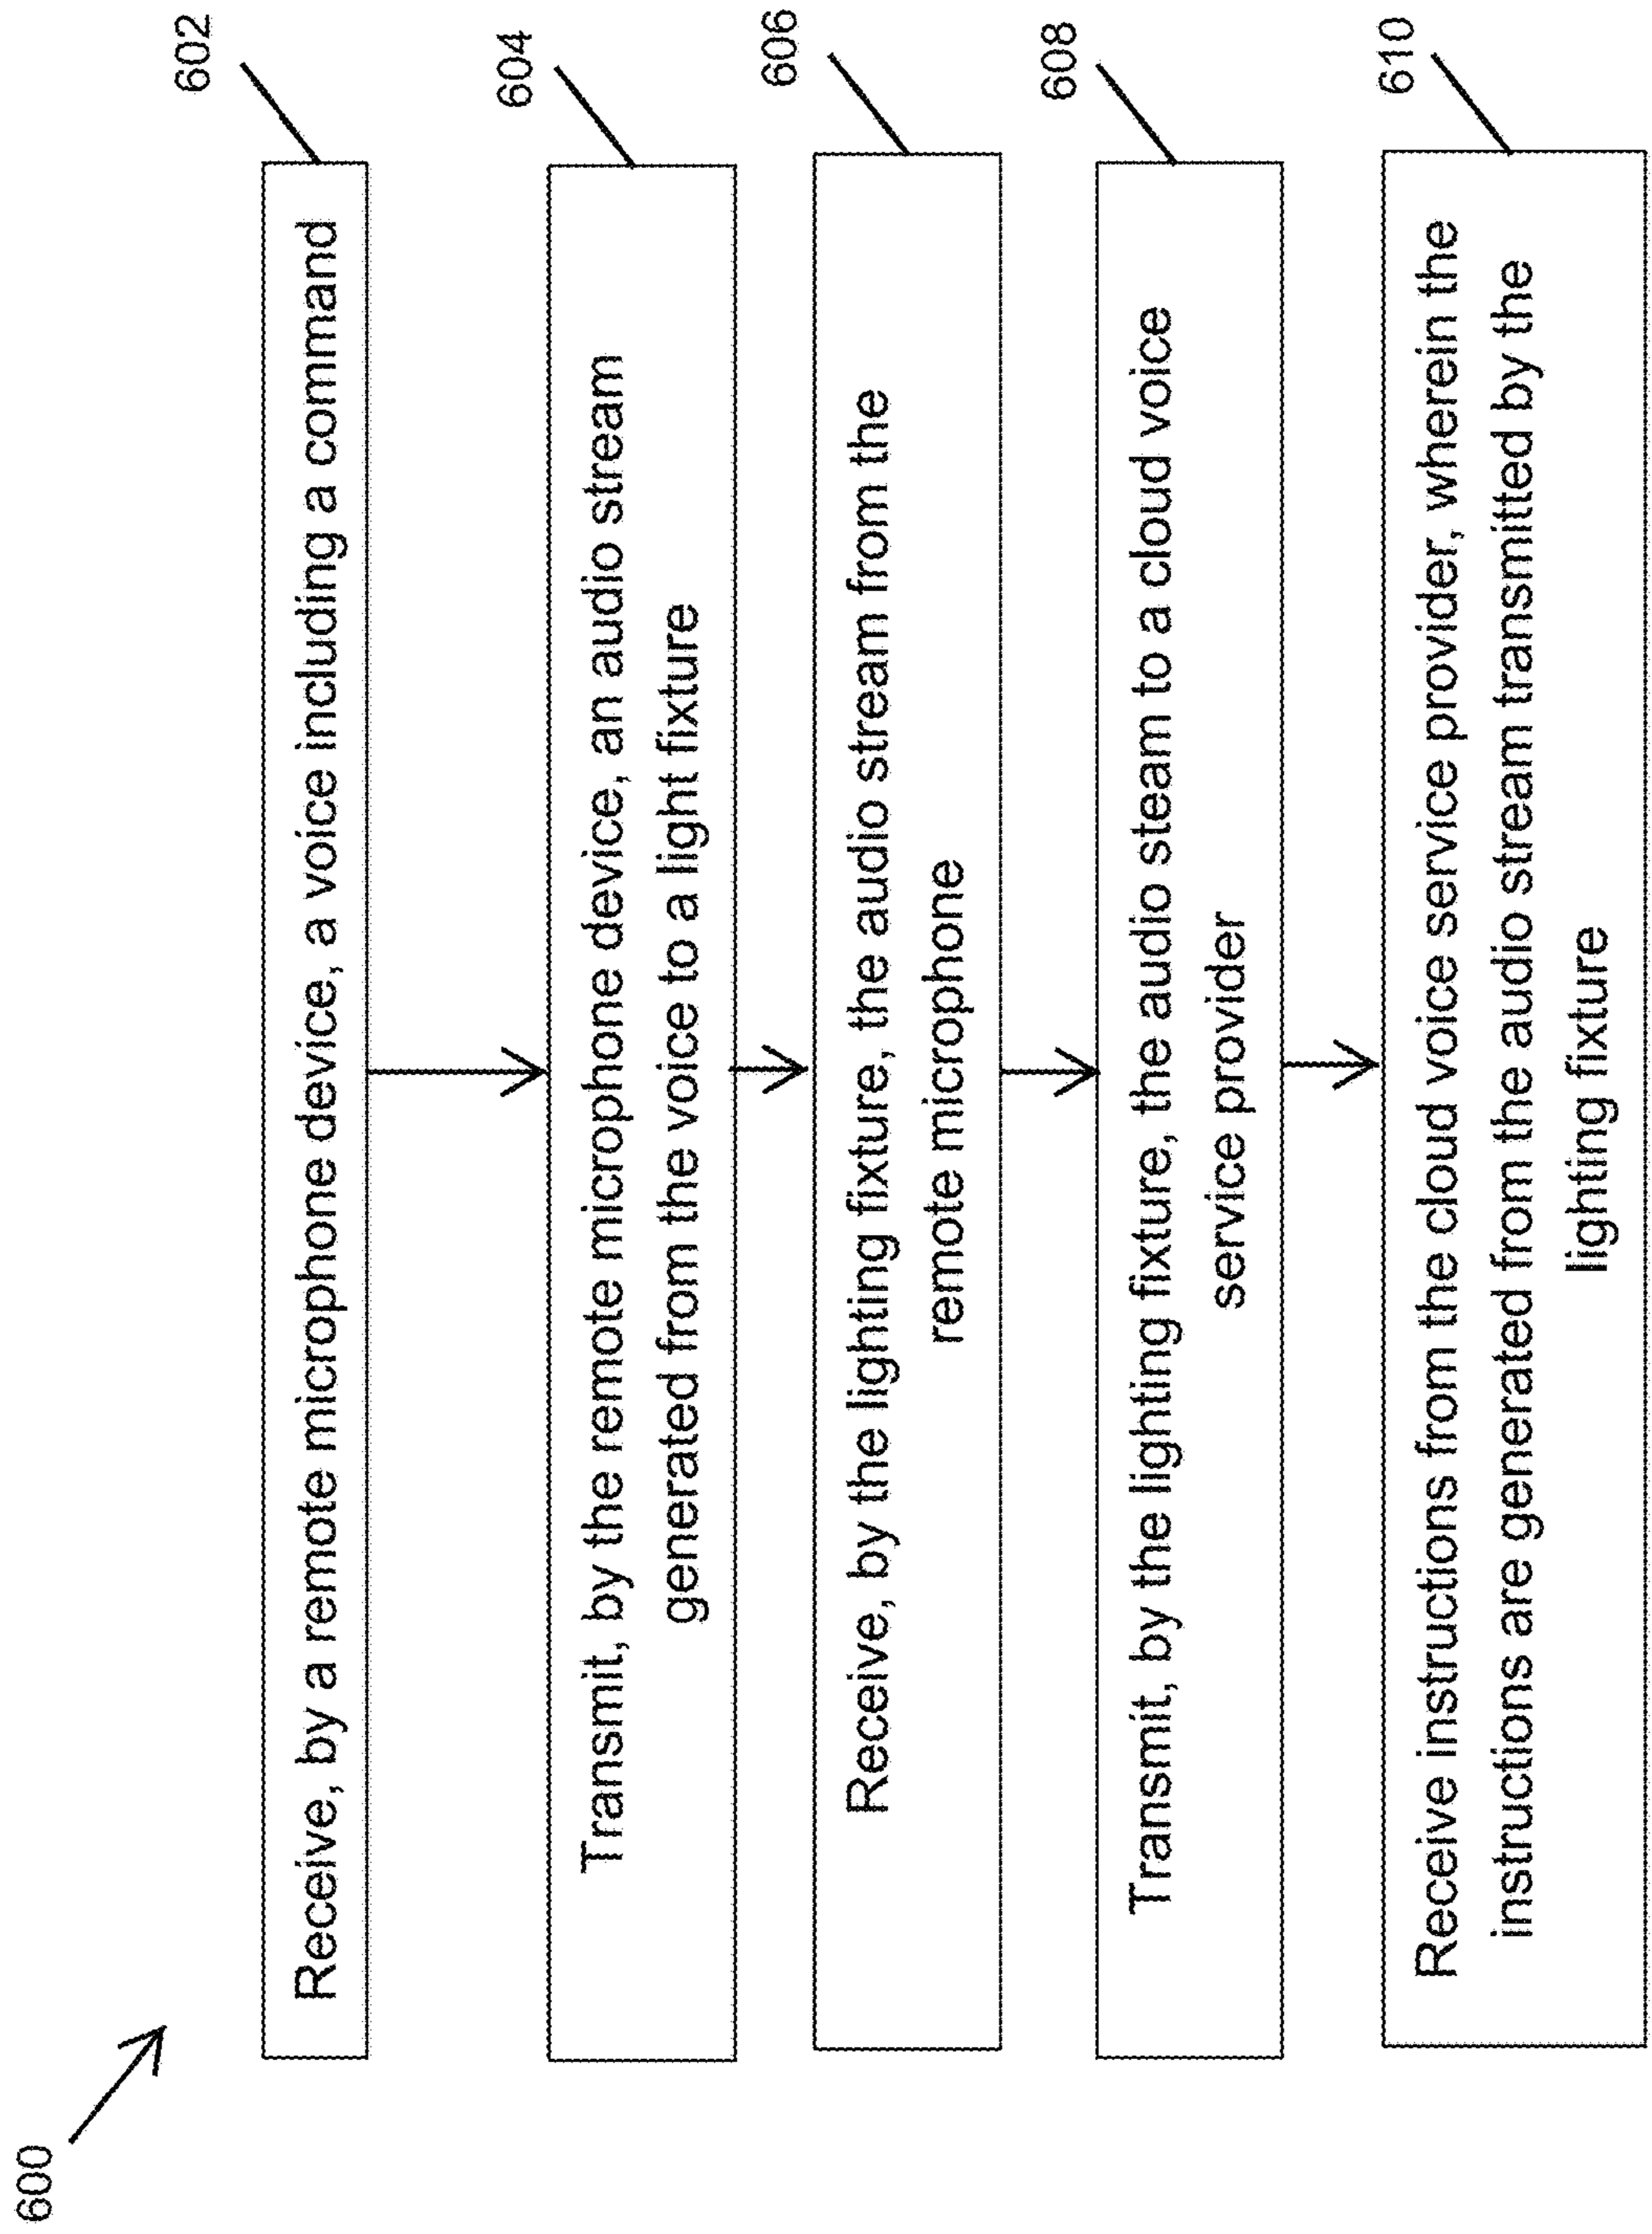 600
602
Receive, by a remote microphone device, a voice including a command
604
Transmit, by the remote microphone device, an audio stream
generated from the voice to a light fixture
606
Receive, by the lighting fixture, the audio stream from the
remote microphone
608
Transmit, by the lighting fixture, the audio steam to a cloud voice
service provider
610
Receive instructions from the cloud voice service provider, wherein the
instructions are generated from the audio stream transmitted by the
lighting fixture